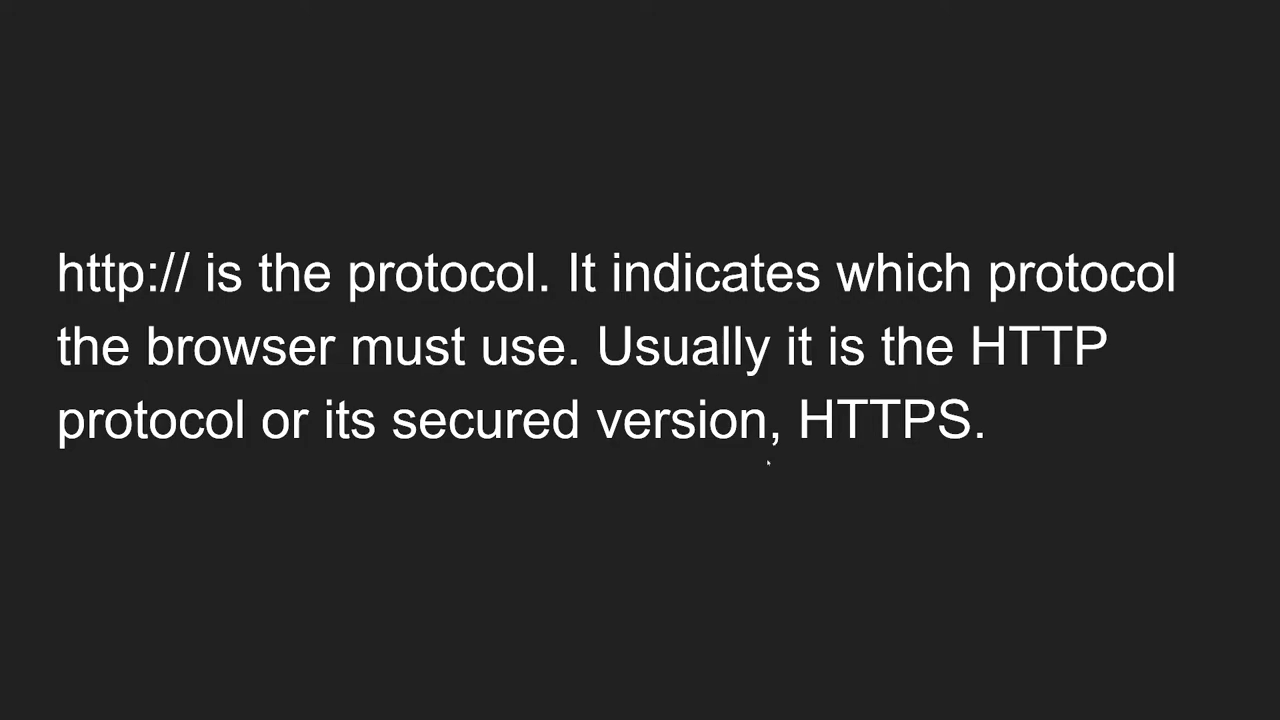 http:// is the protocol. It indicates which protocol
the browser must use. Usually it is the HTTP
protocol or its secured version, HTTPS.